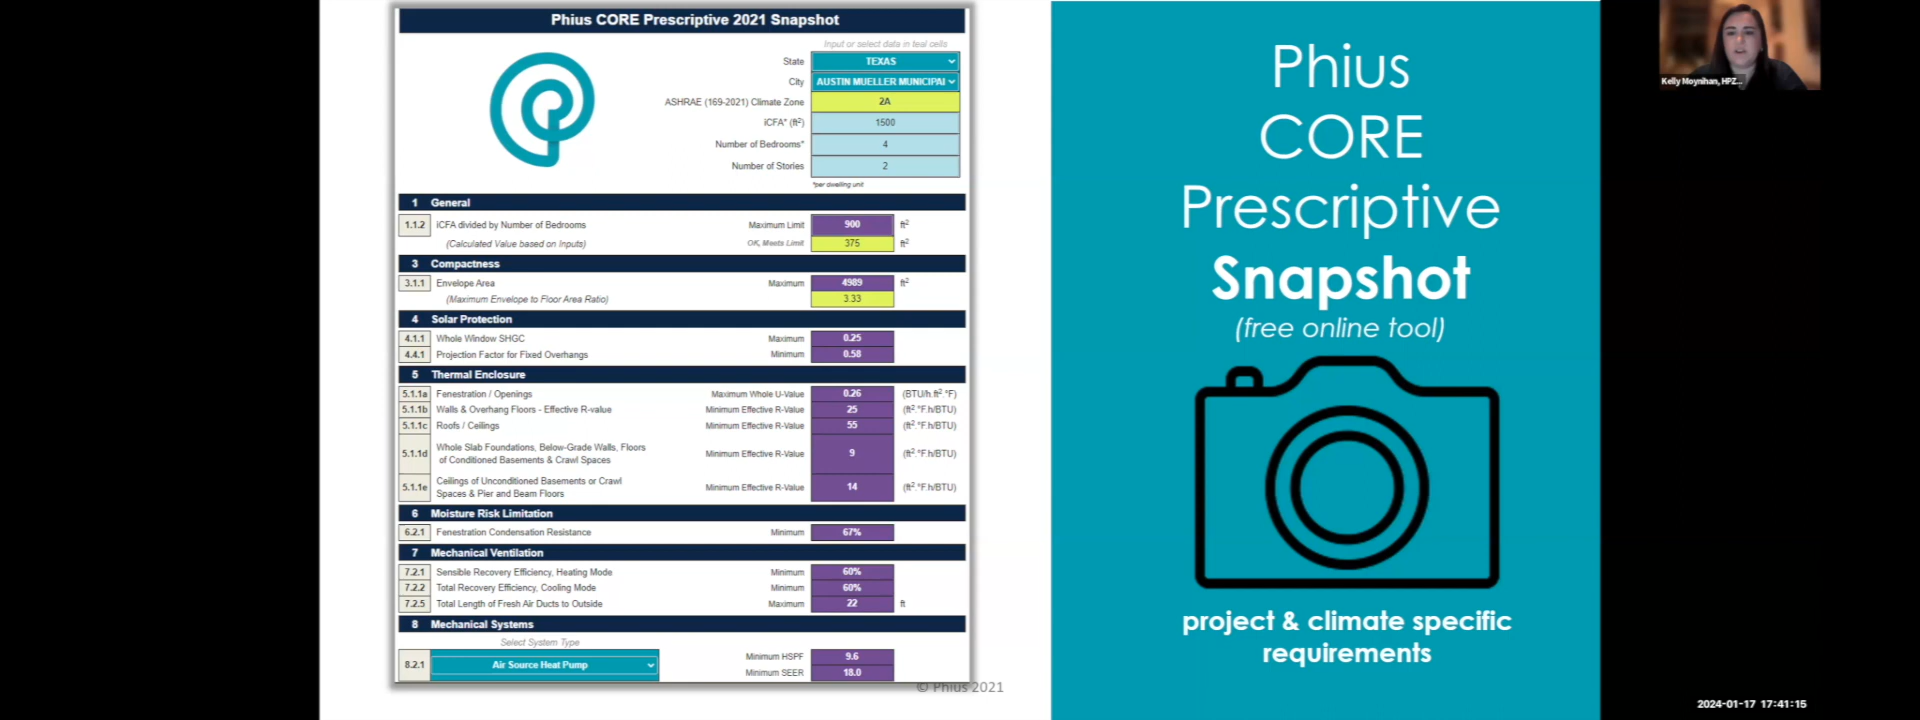 Phius CORE Prescriptive 2021 Snapshot
Input or select data in teal cells
State TEXAS
City AUSTIN MUELLER MUNICIPAL
ASHRAE (169-2021) Climate Zone 2A
iCFA* (ft²) 1500
Number of Bedrooms* 4
Number of Stories 2
*per dwelling unit
1 General
1.1.2 iCFA divided by Number of Bedrooms Maximum Limit 900 ft²
(Calculated Value based on Inputs) OK, Meets Limit 375 ft²
3 Compactness
3.1.1 Envelope Area Maximum 4989 ft²
(Maximum Envelope to Floor Area Ratio) 3.33
4 Solar Protection
4.1.1 Whole Window SHGC Maximum 0.25
4.4.1 Projection Factor for Fixed Overhangs Minimum 0.58
5 Thermal Enclosure
5.1.1a Fenestration / Openings Maximum Whole U-Value 0.26 (BTU/h.ft².°F)
5.1.1b Walls & Overhang Floors - Effective R-value Minimum Effective R-Value 25 (ft².°F.h/BTU)
5.1.1c Roofs / Ceilings Minimum Effective R-Value 55 (ft².°F.h/BTU)
5.1.1d Whole Slab Foundations, Below-Grade Walls, Floors
of Conditioned Basements & Crawl Spaces Minimum Effective R-Value 9 (ft².°F.h/BTU)
5.1.1e Ceilings of Unconditioned Basements or Crawl
Spaces & Pier and Beam Floors Minimum Effective R-Value 14 (ft².°F.h/BTU)
6 Moisture Risk Limitation
6.2.1 Fenestration Condensation Resistance Minimum 67%
7 Mechanical Ventilation
7.2.1 Sensible Recovery Efficiency, Heating Mode Minimum 60%
7.2.2 Total Recovery Efficiency, Cooling Mode Minimum 60%
7.2.5 Total Length of Fresh Air Ducts to Outside Maximum 22 ft
8 Mechanical Systems
Select System Type
8.2.1 Air Source Heat Pump Minimum HSPF 9.6
Minimum SEER 18.0
© Phius 2021
Phius
CORE
Prescriptive
Snapshot
(free online tool)
project & climate specific
requirements
Kelly Moynihan, HPZ...
2024-01-17 17:41:15